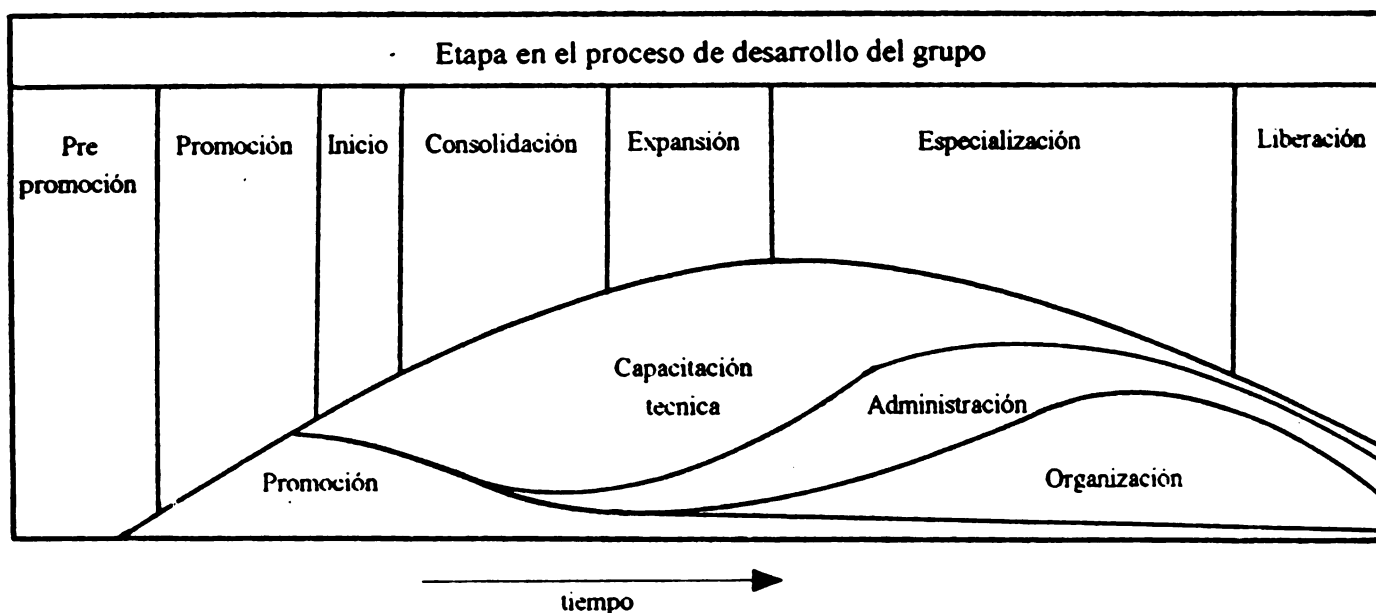 Etapa en el proceso de desarrollo del grupo
Pre
promoción
Promoción
Inicio
Consolidación
Expansión
Especialización
Liberación
Capacitación
tecnica
Administración
Promoción
Organización
tiempo